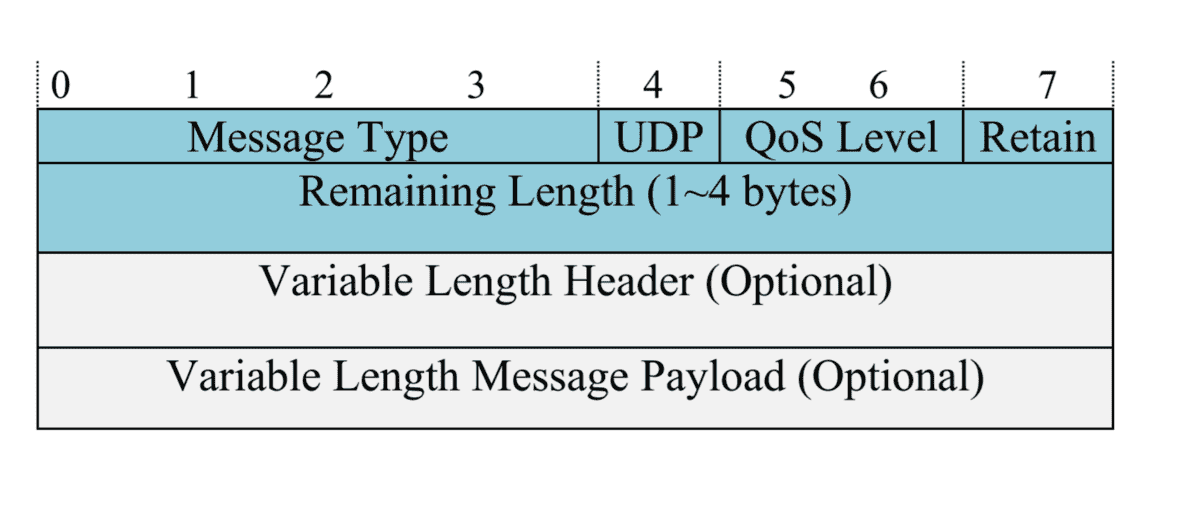 0 1 2 3 4 5 6 7
Message Type UDP QoS Level Retain
Remaining Length (1~4 bytes)
Variable Length Header (Optional)
Variable Length Message Payload (Optional)